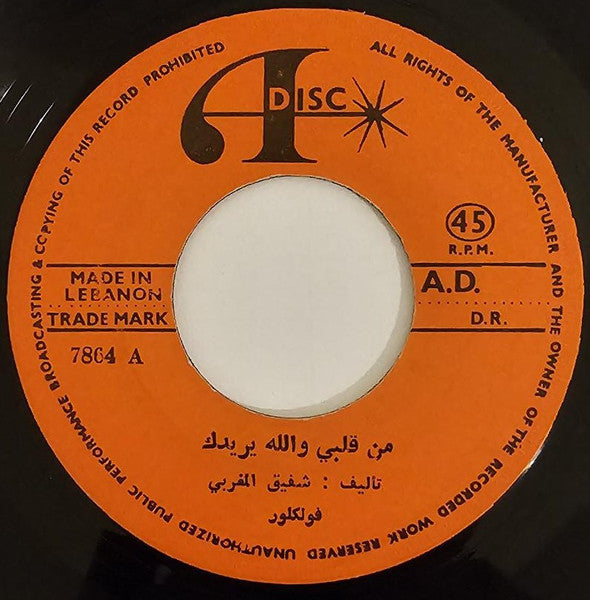 ALL RIGHTS OF THE MANUFACTURER AND THE OWNER OF THE RECORDED WORK RESERVED UNAUTHORIZED PUBLIC PERFORMANCE BROADCASTING & COPYING OF THIS RECORD PROHIBITED
A DISC
45
R.P.M.
MADE IN LEBANON
A.D.
TRADE MARK
D.R.
7864 A
من قلبي والله يريدك
تاليف : شفيق المغربي
فولكلور